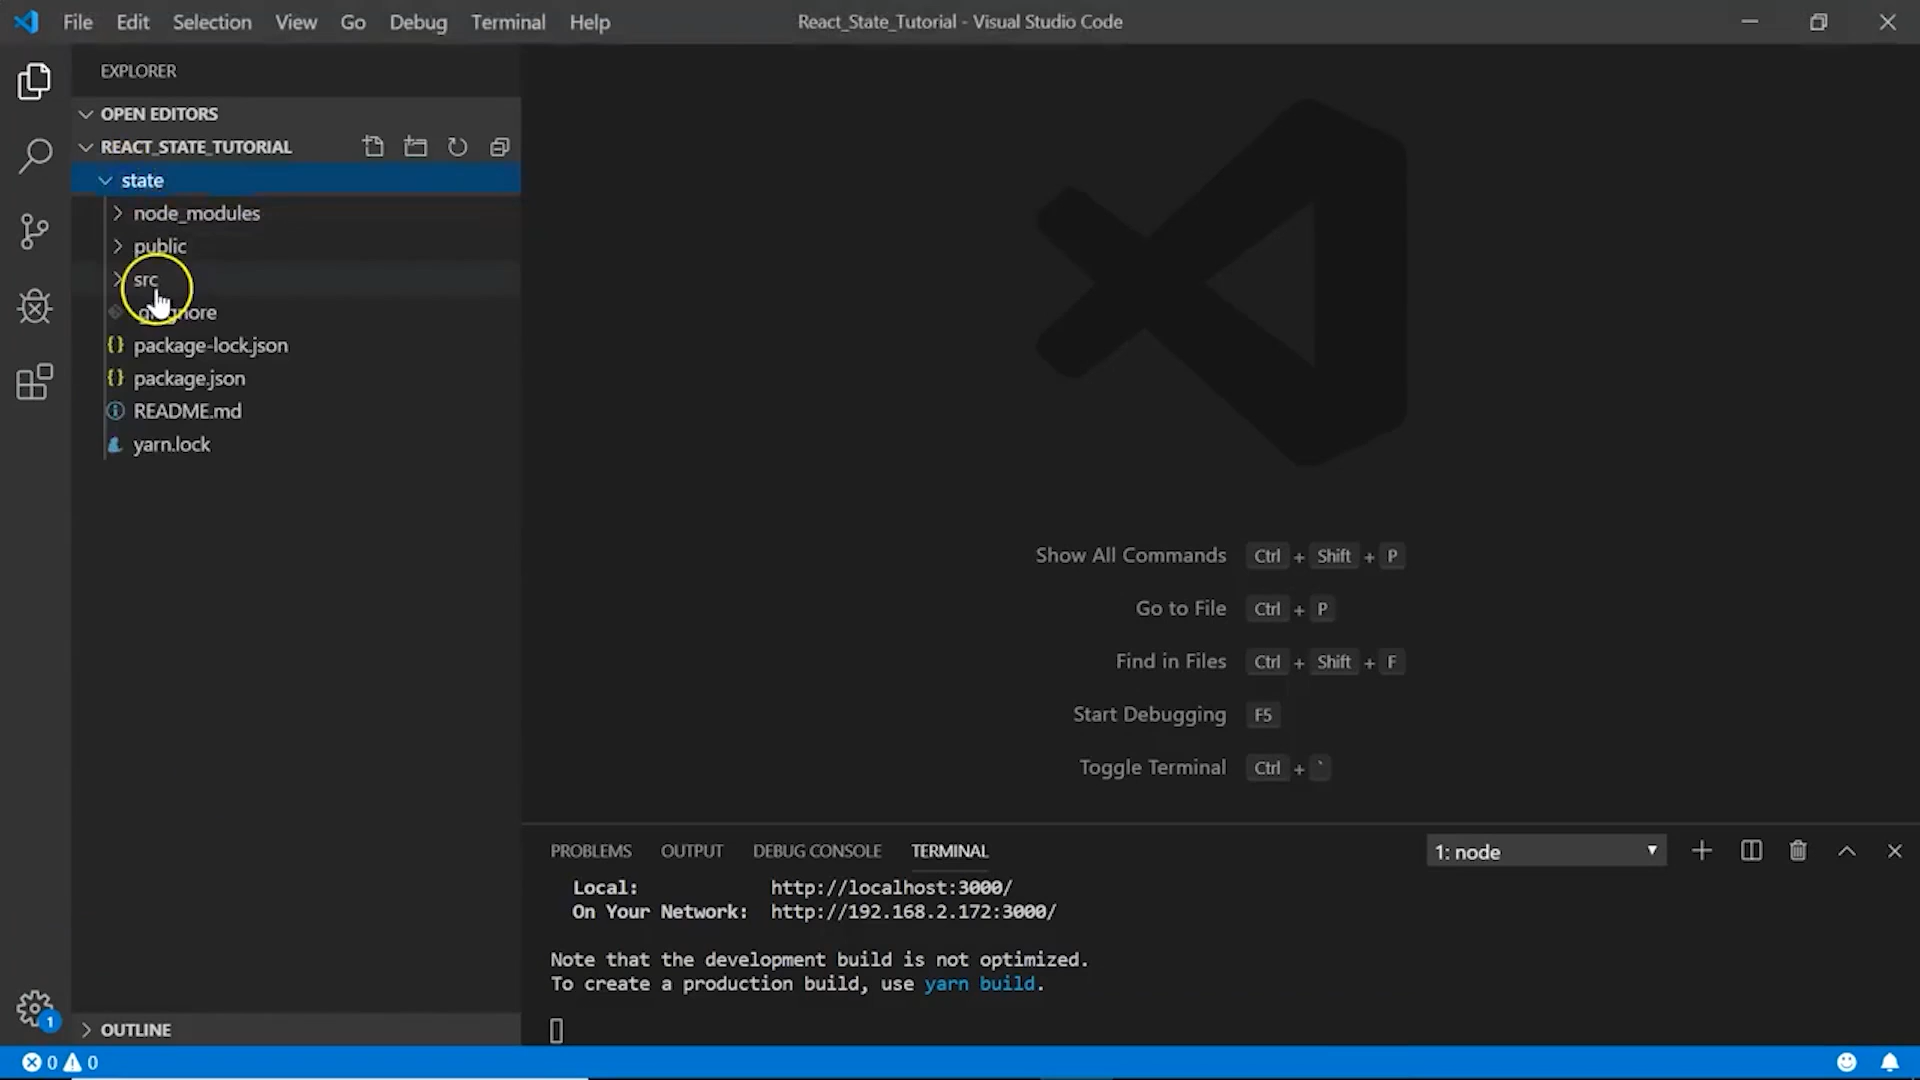 File Edit Selection View Go Debug Terminal Help
React_State_Tutorial - Visual Studio Code
EXPLORER
OPEN EDITORS
REACT_STATE_TUTORIAL
state
node_modules
public
src
package-lock.json
package.json
README.md
yarn.lock
OUTLINE
Show All Commands Ctrl + Shift + P
Go to File Ctrl + P
Find in Files Ctrl + Shift + F
Start Debugging F5
Toggle Terminal Ctrl + `
PROBLEMS OUTPUT DEBUG CONSOLE TERMINAL 1: node
Local: http://localhost:3000/
On Your Network: http://192.168.2.172:3000/
Note that the development build is not optimized.
To create a production build, use yarn build.
1
0 0